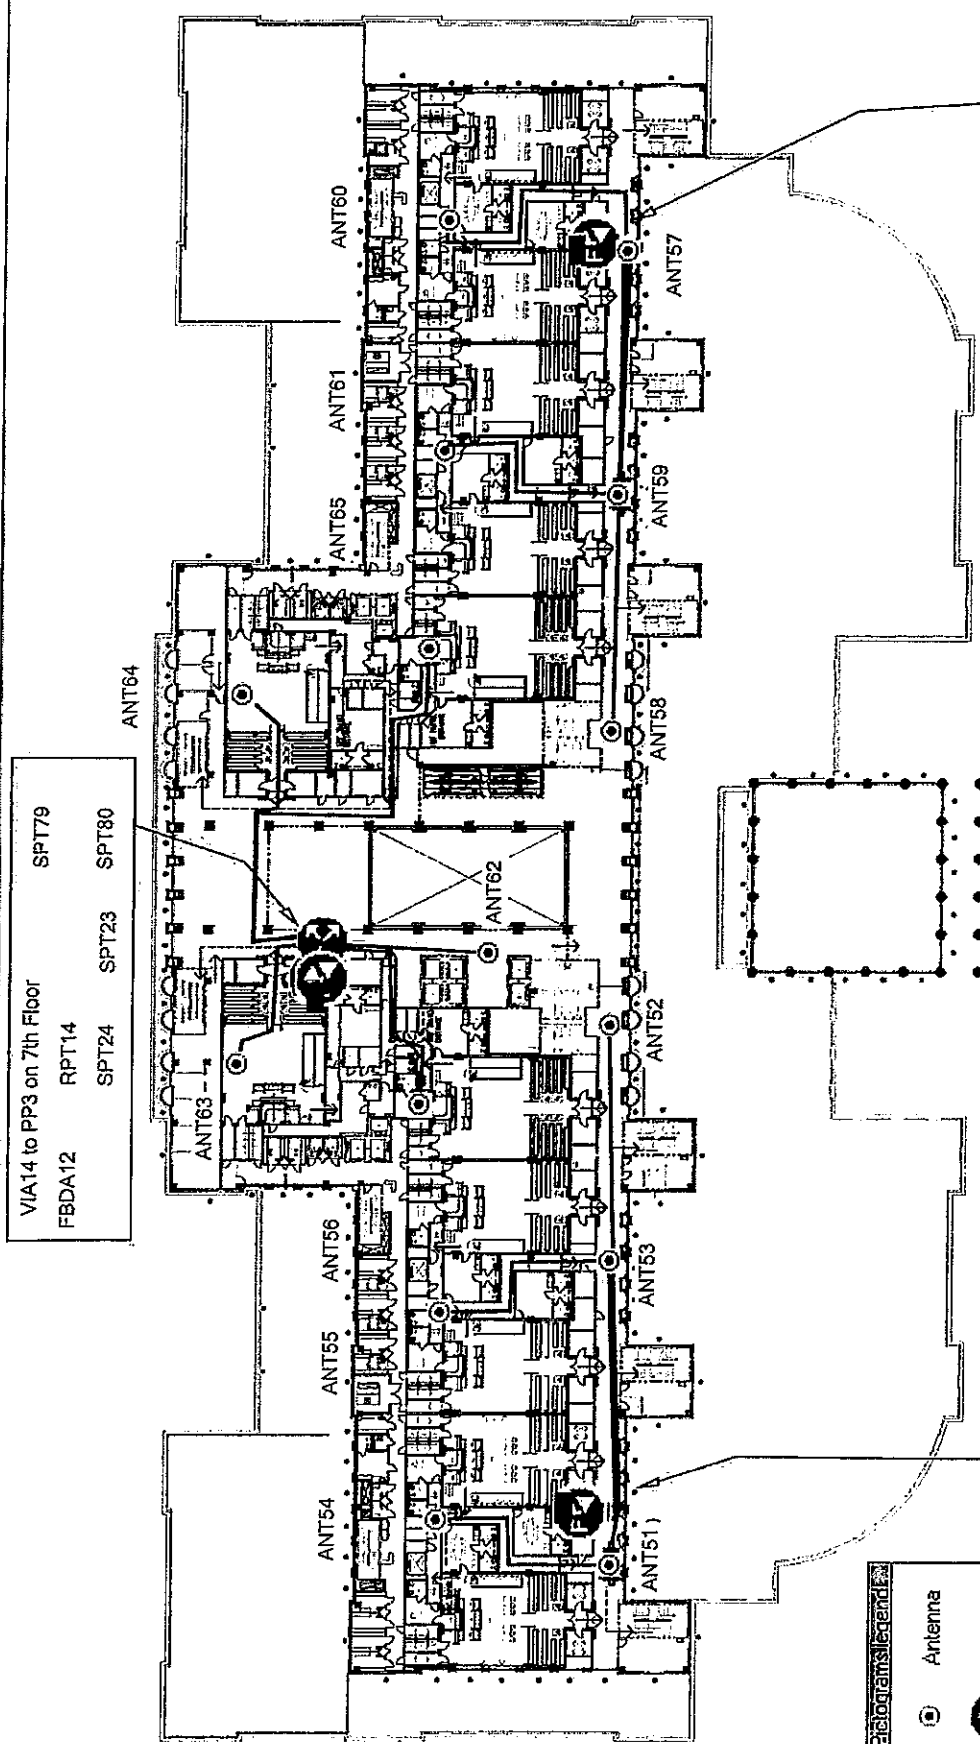 VIA14 to PP3 on 7th Floor
FBDA12 RPT14 SPT79
SPT24 SPT23 SPT80
ANT63
ANT64
ANT54
ANT55
ANT56
ANT65
ANT61
ANT60
ANT62
ANT51
ANT53
ANT52
ANT58
ANT59
ANT57
Pictogramslegende
Antenna